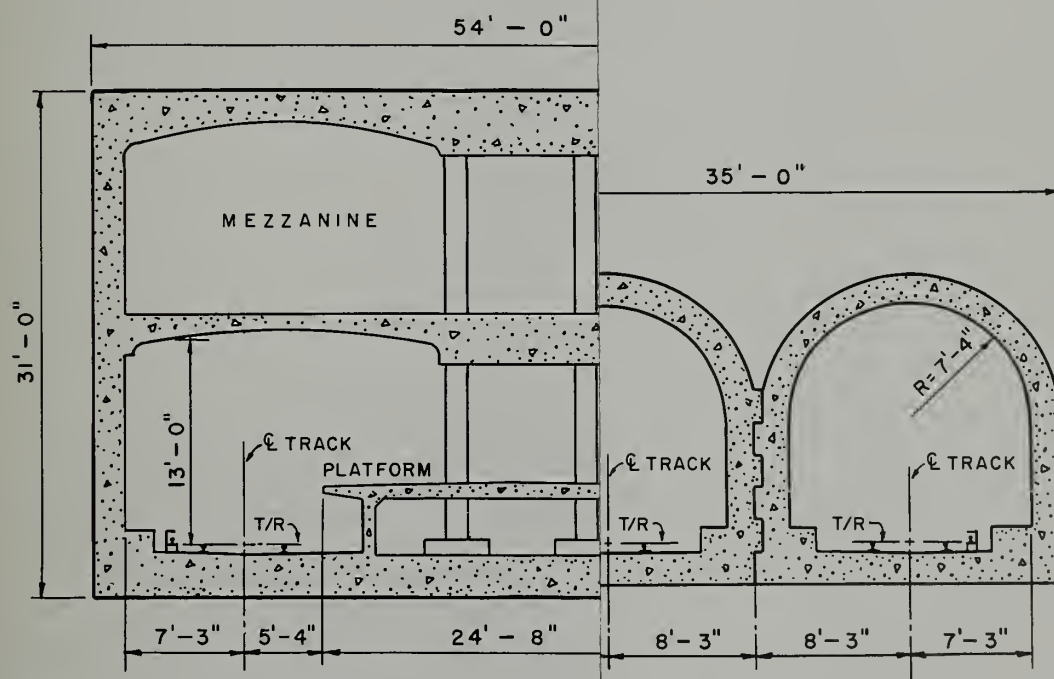 54' - 0"
35' - 0"
MEZZANINE
31' - 0"
R = 7'-4"
13' - 0"
℄ TRACK
℄ TRACK
℄ TRACK
PLATFORM
T/R
T/R
T/R
7'-3"
5'-4"
24' - 8"
8'-3"
8'-3"
7'-3"